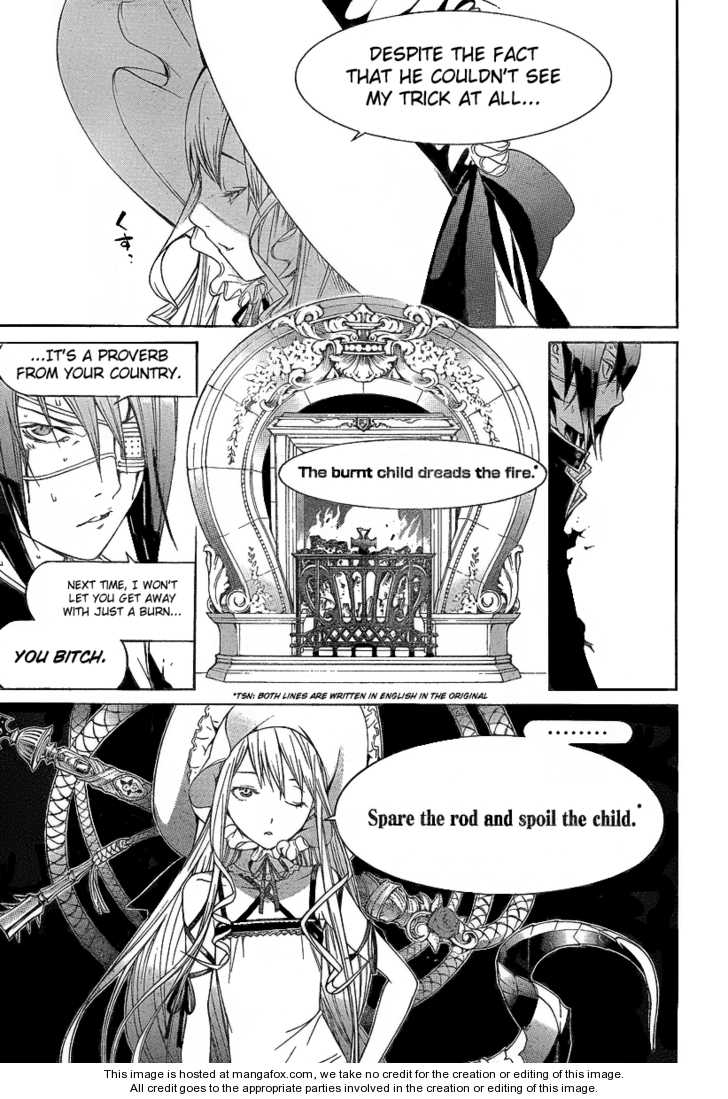 DESPITE THE FACT
THAT HE COULDN'T SEE
MY TRICK AT ALL...
くすっ
...IT'S A PROVERB
FROM YOUR COUNTRY.
The burnt child dreads the fire.*
NEXT TIME, I WON'T
LET YOU GET AWAY
WITH JUST A BURN...
YOU BITCH.
*TSN: BOTH LINES ARE WRITTEN IN ENGLISH IN THE ORIGINAL
.........
Spare the rod and spoil the child.*
This image is hosted at mangafox.com, we take no credit for the creation or editing of this image.
All credit goes to the appropriate parties involved in the creation or editing of this image.